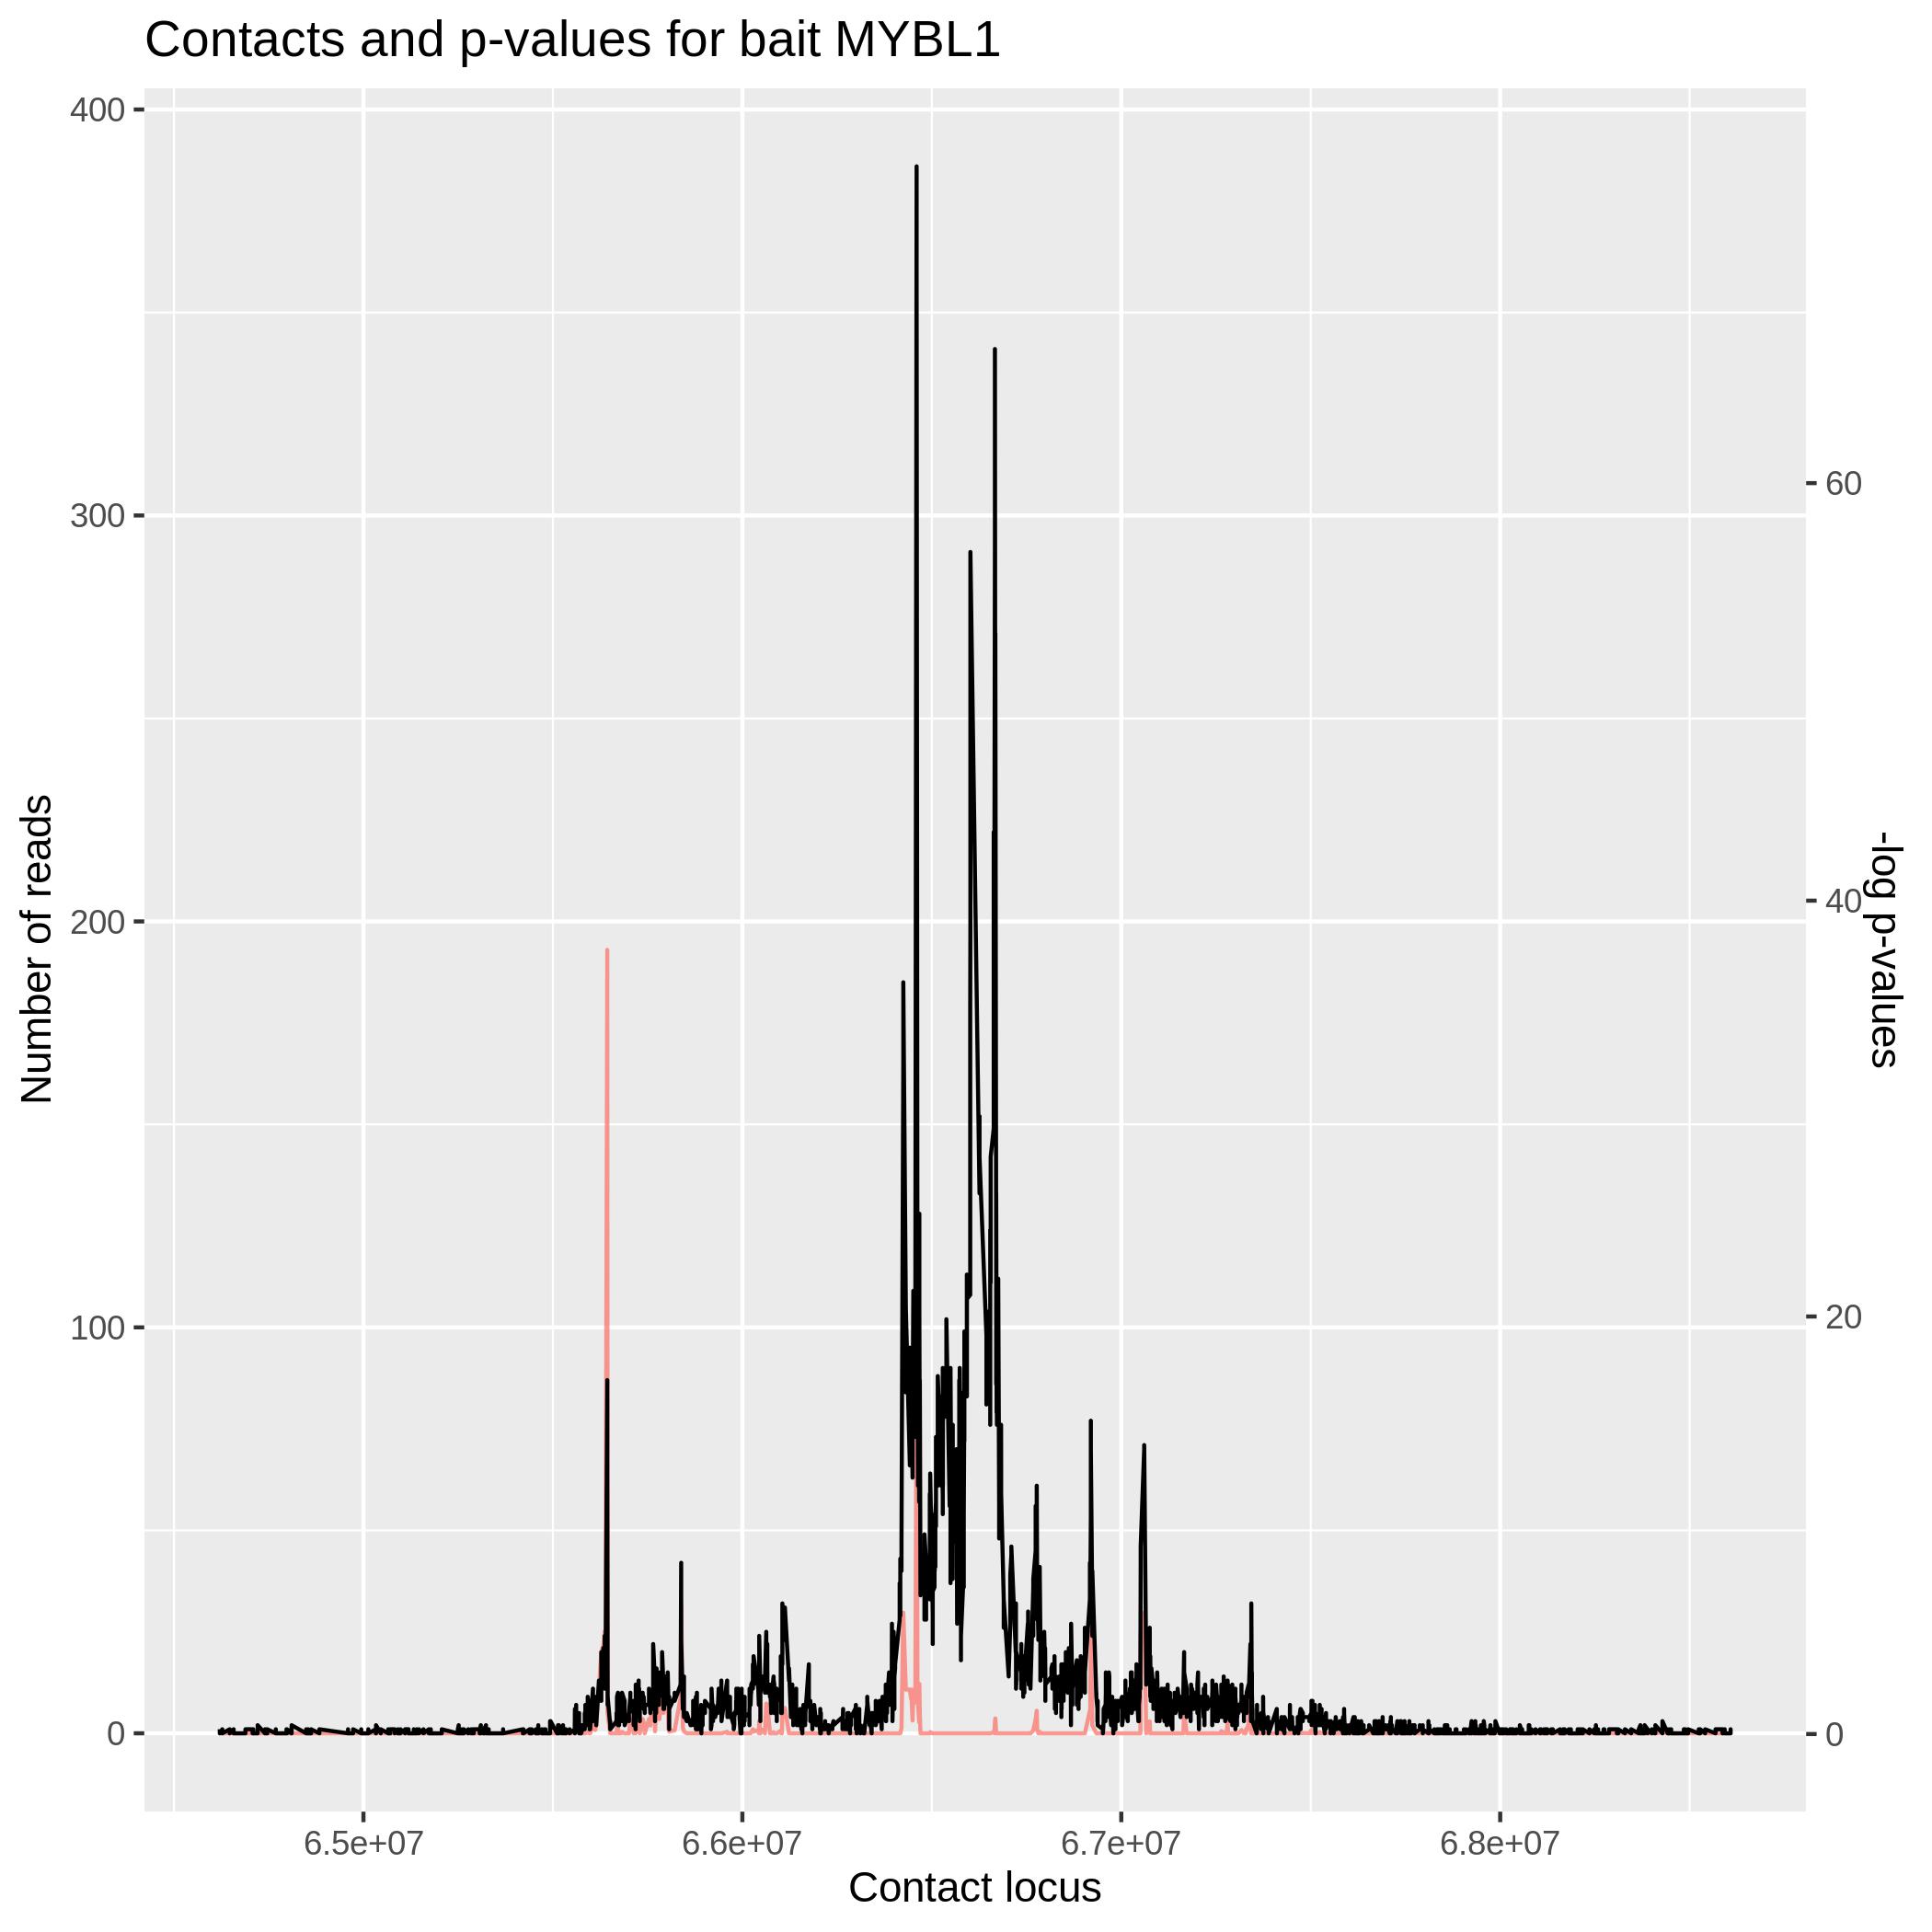 Contacts and p-values for bait MYBL1
400
300
200
100
0
Number of reads
60
40
20
0
-log p-values
6.5e+07
6.6e+07
6.7e+07
6.8e+07
Contact locus